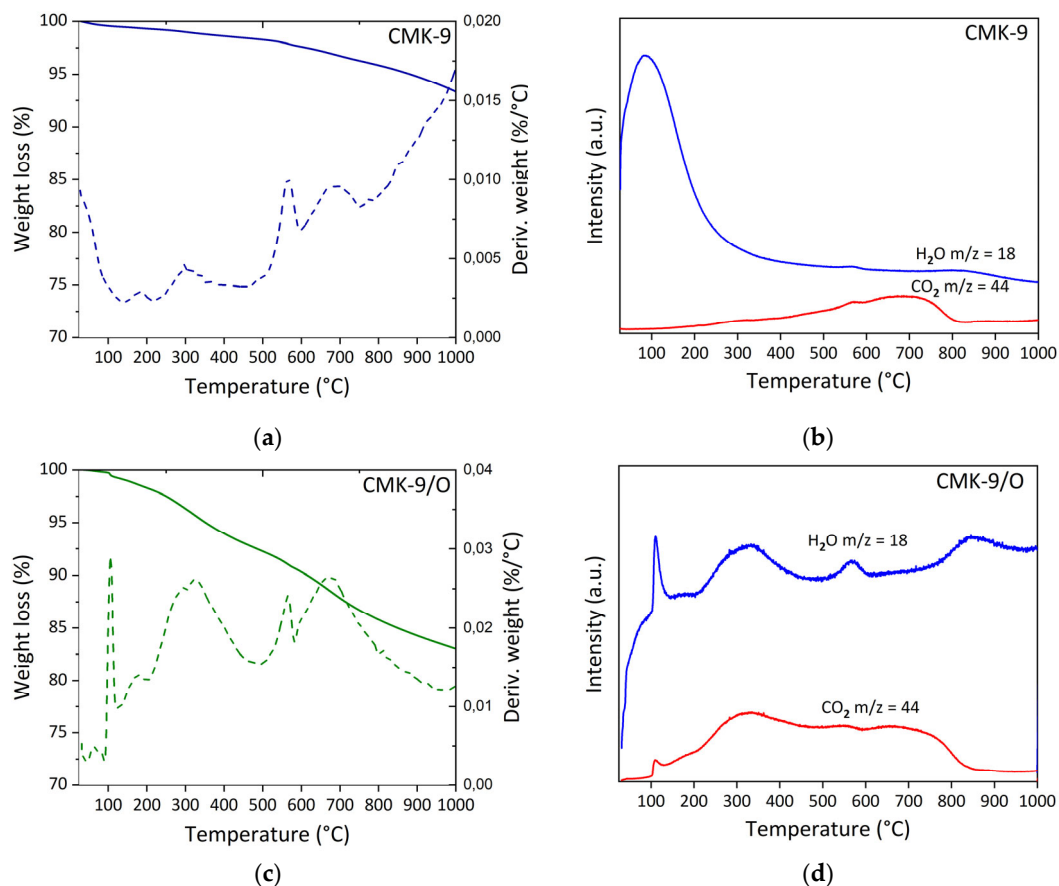 CMK-9
Weight loss (%)
100
95
90
85
80
75
70
0,020
0,015
0,010
0,005
0,000
Deriv. weight (%/°C)
100 200 300 400 500 600 700 800 900 1000
Temperature (°C)
(a)
CMK-9
Intensity (a.u.)
H2O m/z = 18
CO2 m/z = 44
100 200 300 400 500 600 700 800 900 1000
Temperature (°C)
(b)
CMK-9/O
Weight loss (%)
100
95
90
85
80
75
70
0,04
0,03
0,02
0,01
0,00
Deriv. weight (%/°C)
100 200 300 400 500 600 700 800 900 1000
Temperature (°C)
(c)
CMK-9/O
Intensity (a.u.)
H2O m/z = 18
CO2 m/z = 44
100 200 300 400 500 600 700 800 900 1000
Temperature (°C)
(d)